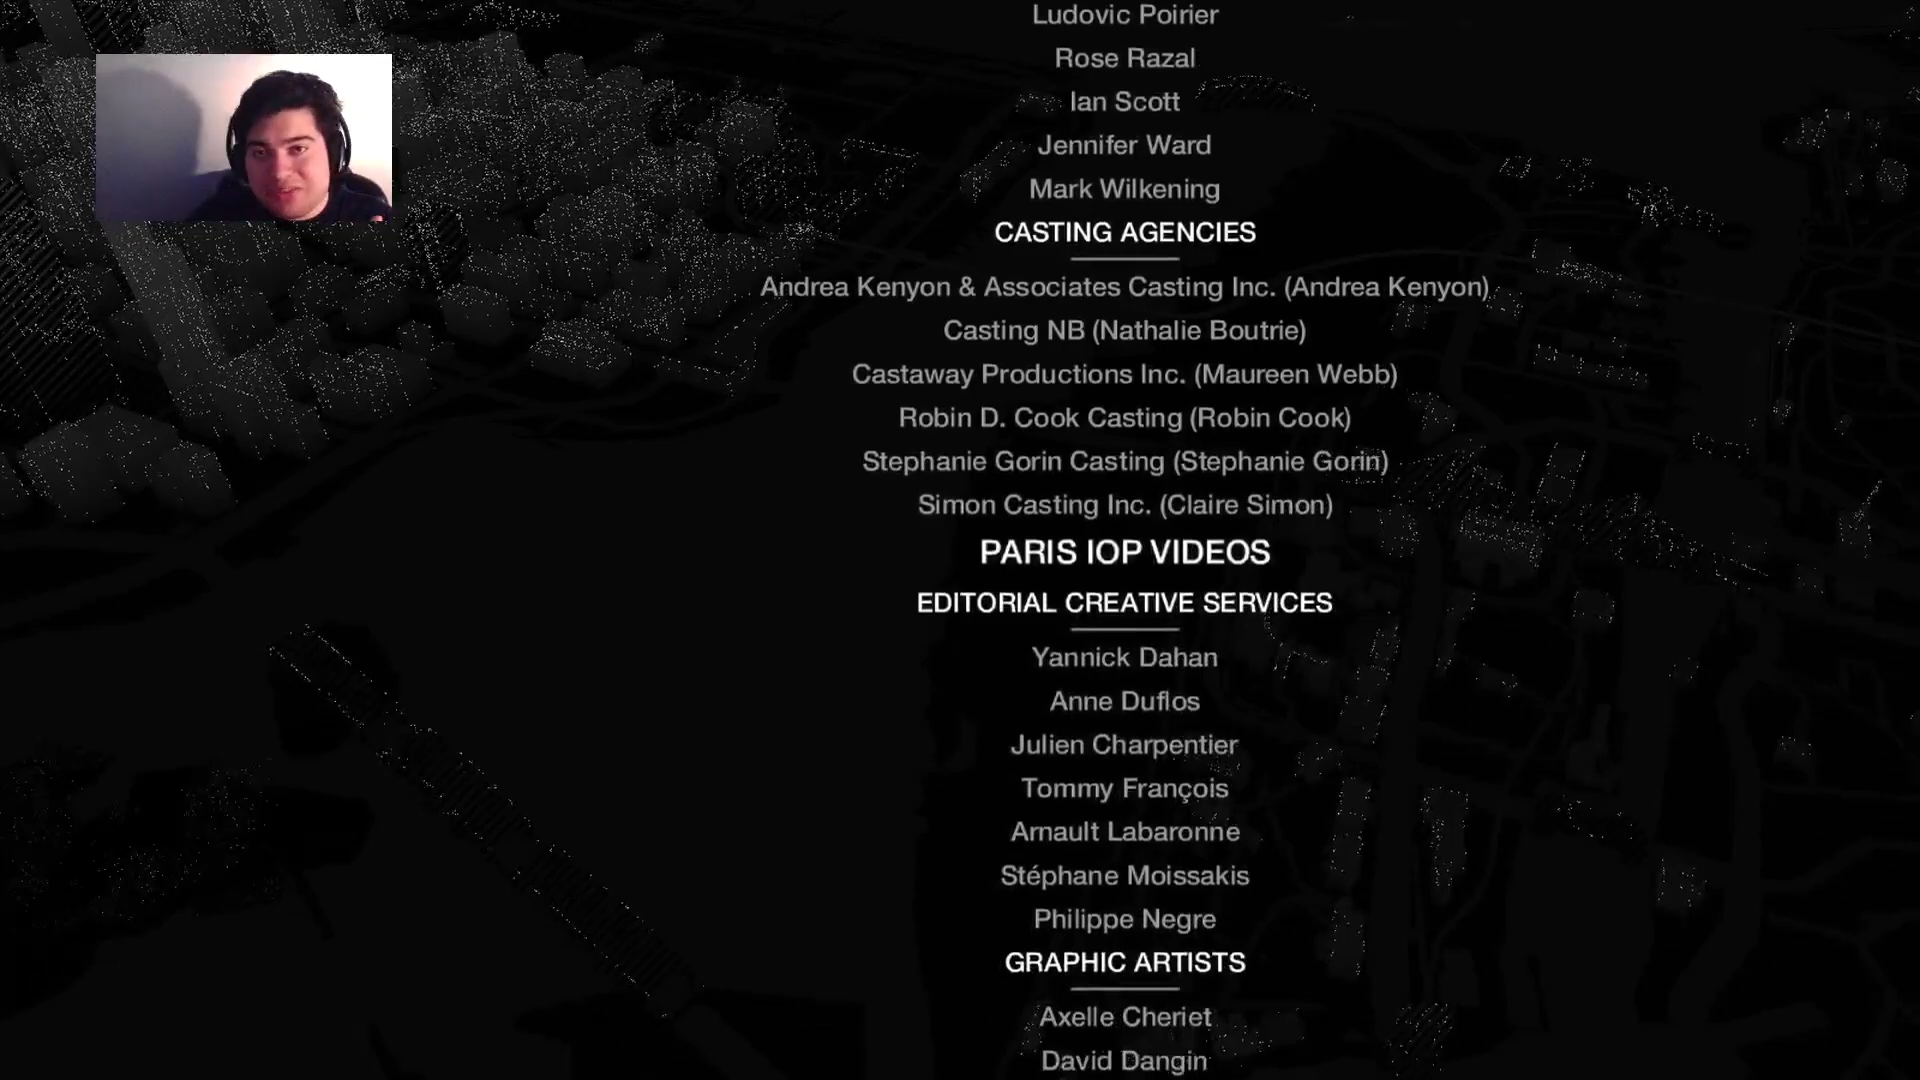 Ludovic Poirier
Rose Razal
Ian Scott
Jennifer Ward
Mark Wilkening
CASTING AGENCIES
Andrea Kenyon & Associates Casting Inc. (Andrea Kenyon)
Casting NB (Nathalie Boutrie)
Castaway Productions Inc. (Maureen Webb)
Robin D. Cook Casting (Robin Cook)
Stephanie Gorin Casting (Stephanie Gorin)
Simon Casting Inc. (Claire Simon)
PARIS IOP VIDEOS
EDITORIAL CREATIVE SERVICES
Yannick Dahan
Anne Duflos
Julien Charpentier
Tommy François
Arnault Labaronne
Stéphane Moissakis
Philippe Negre
GRAPHIC ARTISTS
Axelle Cheriet
David Dangin